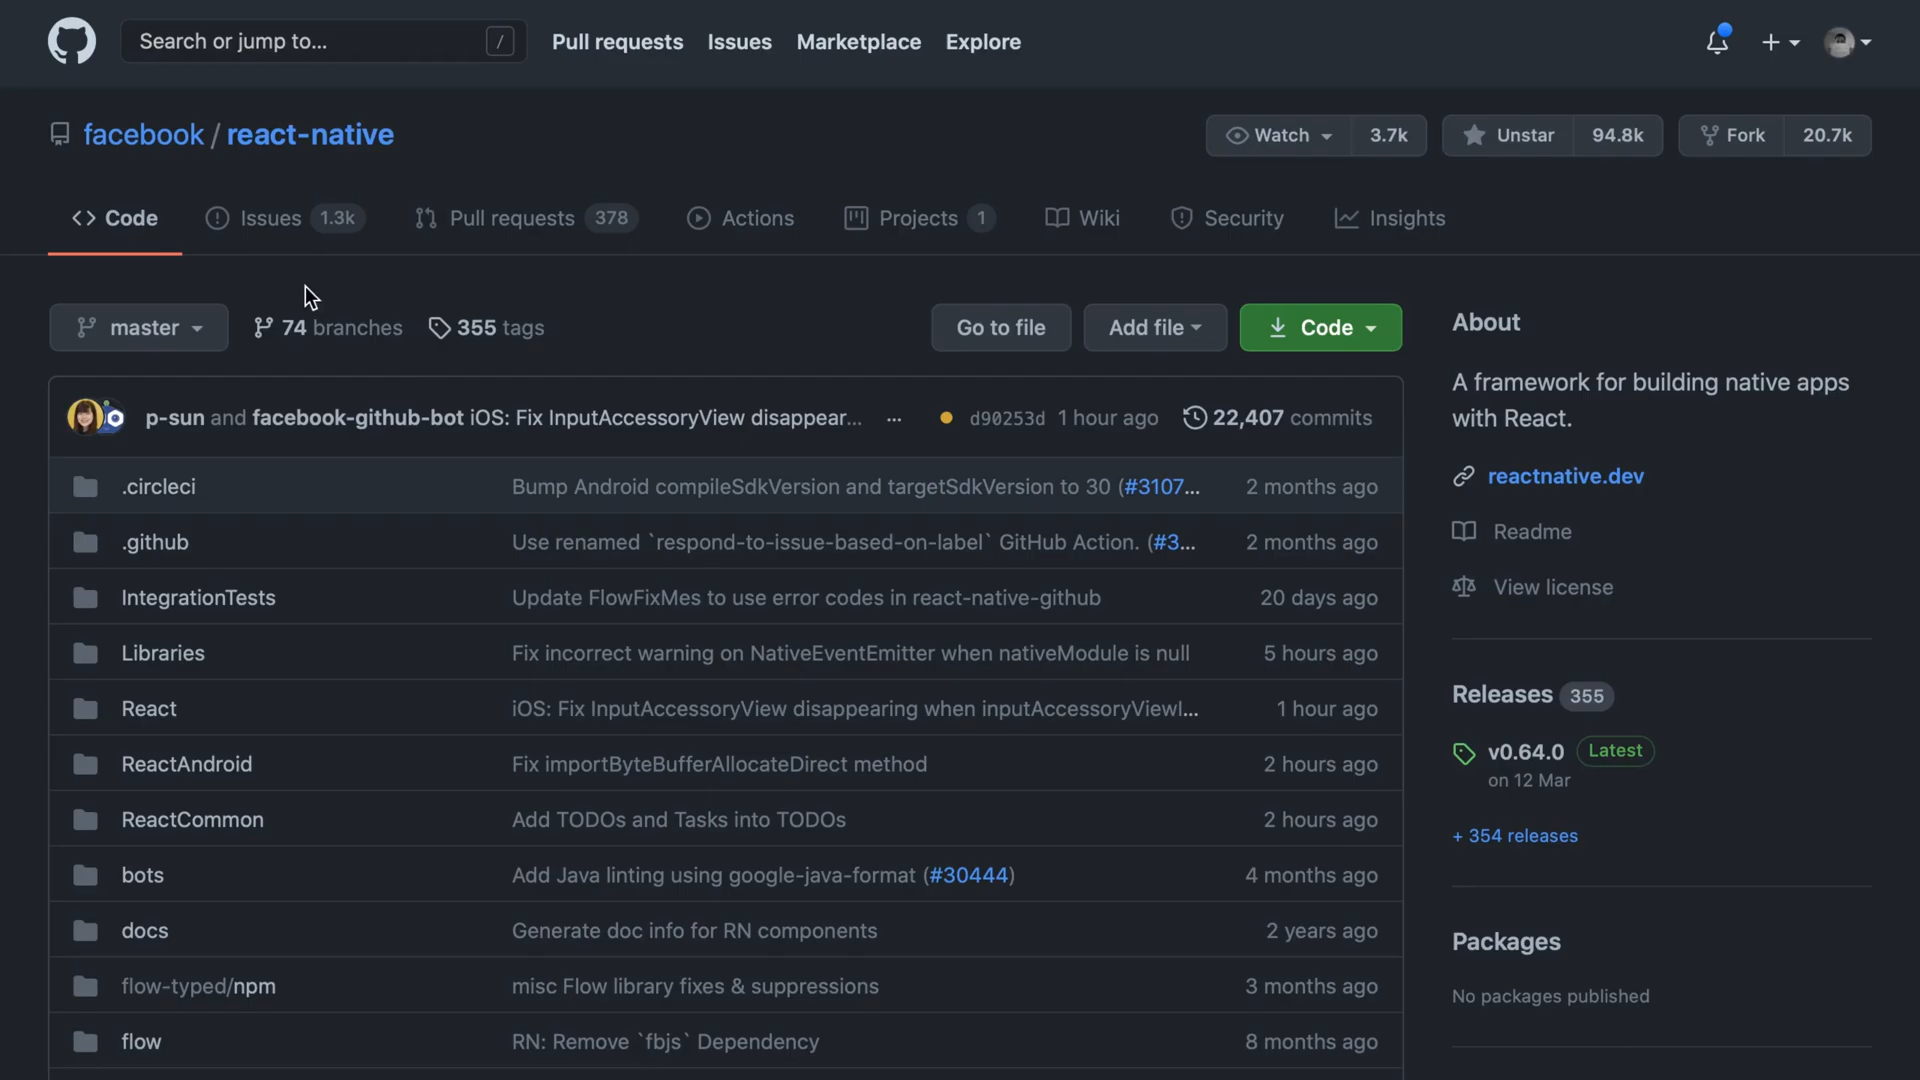 Search or jump to... /
Pull requests Issues Marketplace Explore
facebook / react-native
Watch 3.7k Unstar 94.8k Fork 20.7k
Code Issues 1.3k Pull requests 378 Actions Projects 1 Wiki Security Insights
master 74 branches 355 tags Go to file Add file Code
p-sun and facebook-github-bot iOS: Fix InputAccessoryView disappear... ... d90253d 1 hour ago 22,407 commits
.circleci Bump Android compileSdkVersion and targetSdkVersion to 30 (#3107... 2 months ago
.github Use renamed `respond-to-issue-based-on-label` GitHub Action. (#3... 2 months ago
IntegrationTests Update FlowFixMes to use error codes in react-native-github 20 days ago
Libraries Fix incorrect warning on NativeEventEmitter when nativeModule is null 5 hours ago
React iOS: Fix InputAccessoryView disappearing when inputAccessoryViewI... 1 hour ago
ReactAndroid Fix importByteBufferAllocateDirect method 2 hours ago
ReactCommon Add TODOs and Tasks into TODOs 2 hours ago
bots Add Java linting using google-java-format (#30444) 4 months ago
docs Generate doc info for RN components 2 years ago
flow-typed/npm misc Flow library fixes & suppressions 3 months ago
flow RN: Remove `fbjs` Dependency 8 months ago
About
A framework for building native apps
with React.
reactnative.dev
Readme
View license
Releases 355
v0.64.0 Latest
on 12 Mar
+ 354 releases
Packages
No packages published